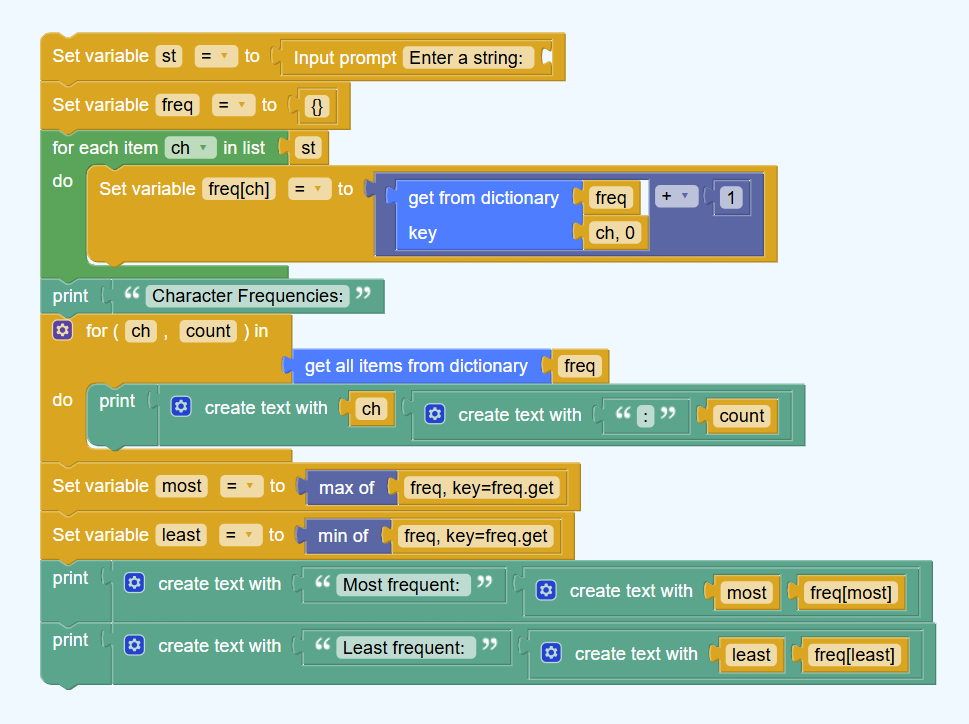 Set variable st = to Input prompt Enter a string:
Set variable freq = to {}
for each item ch in list st
do Set variable freq[ch] = to get from dictionary freq + 1
key ch, 0
print “ Character Frequencies: ”
for ( ch , count ) in
get all items from dictionary freq
do print create text with ch create text with “ : ” count
Set variable most = to max of freq, key=freq.get
Set variable least = to min of freq, key=freq.get
print create text with “ Most frequent: ” create text with most freq[most]
print create text with “ Least frequent: ” create text with least freq[least]